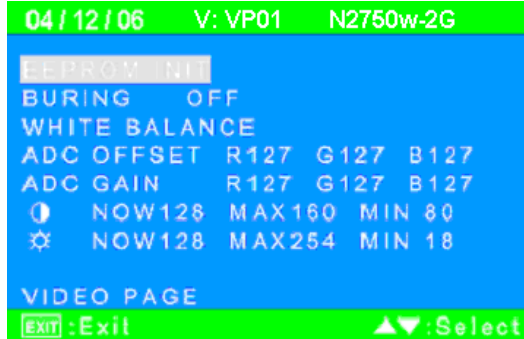 04/12/06 V: VP01 N2750w-2G
EEPROM INIT
BURING OFF
WHITE BALANCE
ADC OFFSET R127 G127 B127
ADC GAIN R127 G127 B127
NOW128 MAX160 MIN 80
NOW128 MAX254 MIN 18
VIDEO PAGE
EXIT :Exit ▲▼:Select